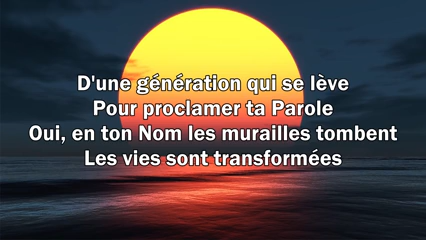 D'une génération qui se lève
Pour proclamer ta Parole
Oui, en ton Nom les murailles tombent
Les vies sont transformées